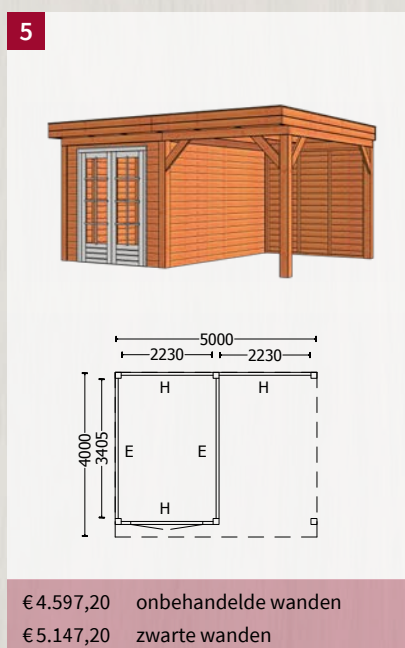 5
5000
2230 2230
H H
4000 3405 E E
H
€ 4.597,20 onbehandelde wanden
€ 5.147,20 zwarte wanden